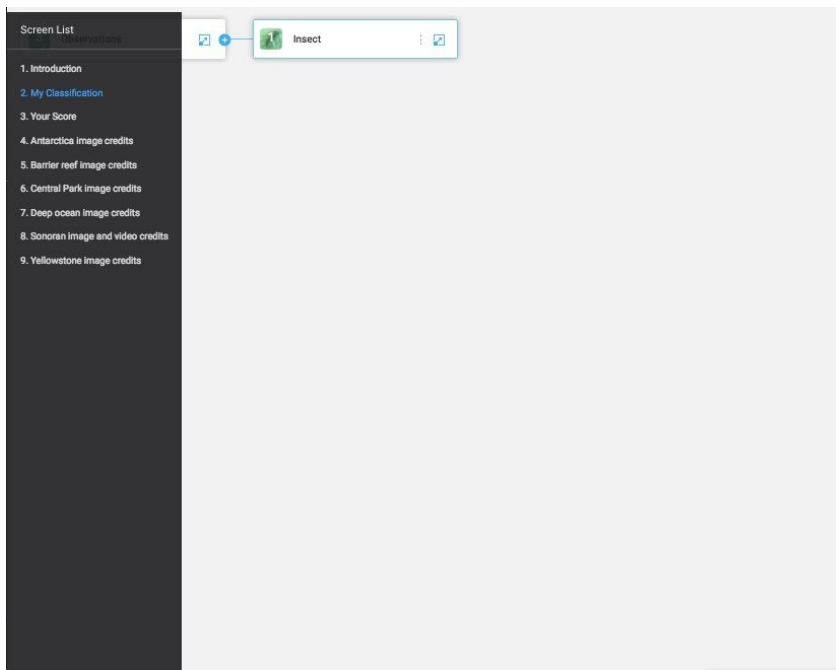 Screen List
Observations
Insect
1. Introduction
2. My Classification
3. Your Score
4. Antarctica image credits
5. Barrier reef image credits
6. Central Park image credits
7. Deep ocean image credits
8. Sonoran image and video credits
9. Yellowstone image credits